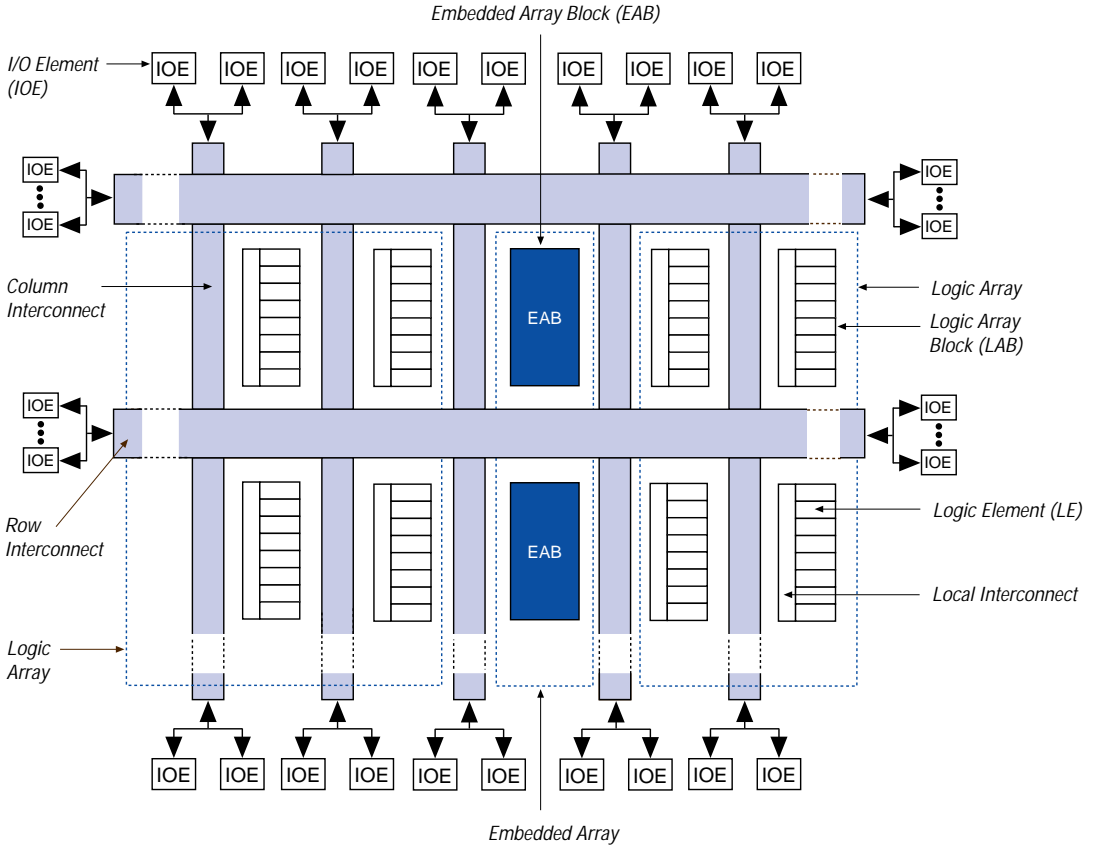 Embedded Array Block (EAB)
I/O Element
(IOE)
IOE IOE IOE IOE IOE IOE IOE IOE IOE IOE
IOE IOE
IOE IOE
Column
Interconnect
EAB
Logic Array
Logic Array
Block (LAB)
IOE IOE
IOE IOE
Row
Interconnect
EAB
Logic Element (LE)
Local Interconnect
Logic
Array
IOE IOE IOE IOE IOE IOE IOE IOE IOE IOE
Embedded Array